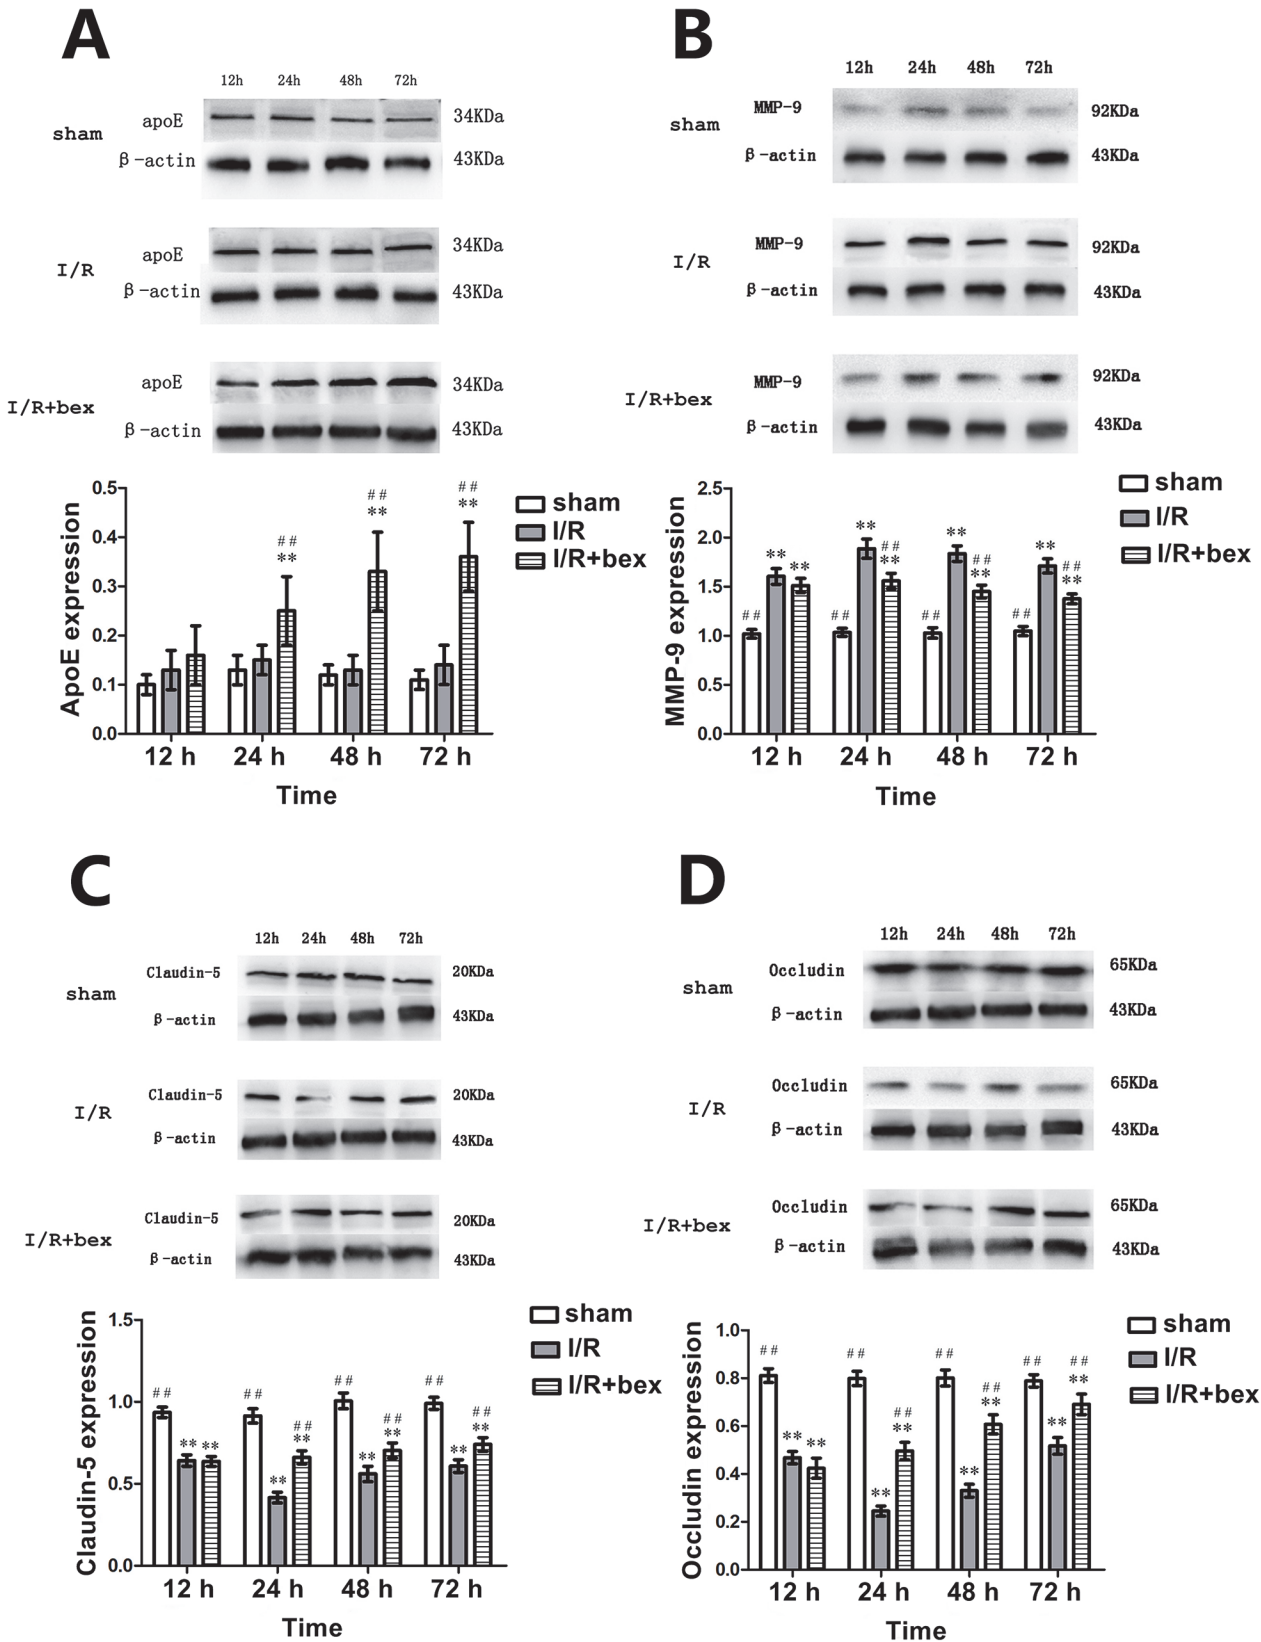 A
12h 24h 48h 72h
sham
apoE 34KDa
β-actin 43KDa
I/R
apoE 34KDa
β-actin 43KDa
I/R+bex
apoE 34KDa
β-actin 43KDa
ApoE expression
0.5
0.4
0.3
0.2
0.1
0.0
##
**
##
**
##
**
12 h 24 h 48 h 72 h
Time
sham
I/R
I/R+bex
B
12h 24h 48h 72h
sham
MMP-9 92KDa
β-actin 43KDa
I/R
MMP-9 92KDa
β-actin 43KDa
I/R+bex
MMP-9 92KDa
β-actin 43KDa
MMP-9 expression
2.5
2.0
1.5
1.0
0.5
0.0
## ** **
## ** ## **
## ** ## **
## ** ## **
12 h 24 h 48 h 72 h
Time
sham
I/R
I/R+bex
C
12h 24h 48h 72h
sham
Claudin-5 20KDa
β-actin 43KDa
I/R
Claudin-5 20KDa
β-actin 43KDa
I/R+bex
Claudin-5 20KDa
β-actin 43KDa
Claudin-5 expression
1.5
1.0
0.5
0.0
## ** **
## ** ## **
## ** ## **
## ** ## **
12 h 24 h 48 h 72 h
Time
sham
I/R
I/R+bex
D
12h 24h 48h 72h
sham
Occludin 65KDa
β-actin 43KDa
I/R
Occludin 65KDa
β-actin 43KDa
I/R+bex
Occludin 65KDa
β-actin 43KDa
Occludin expression
1.0
0.8
0.6
0.4
0.2
0.0
## ** **
## ** ## **
## ** ## **
## ** ## **
12 h 24 h 48 h 72 h
Time
sham
I/R
I/R+bex